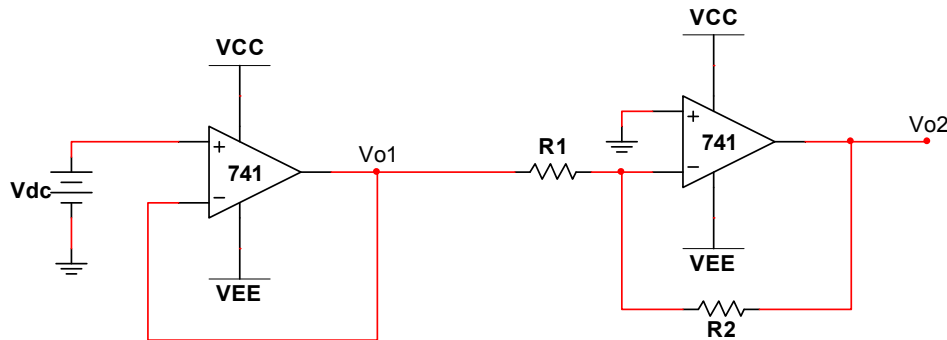 VCC
+
741
-
VEE
Vdc
Vo1
R1
VCC
+
741
-
VEE
R2
Vo2